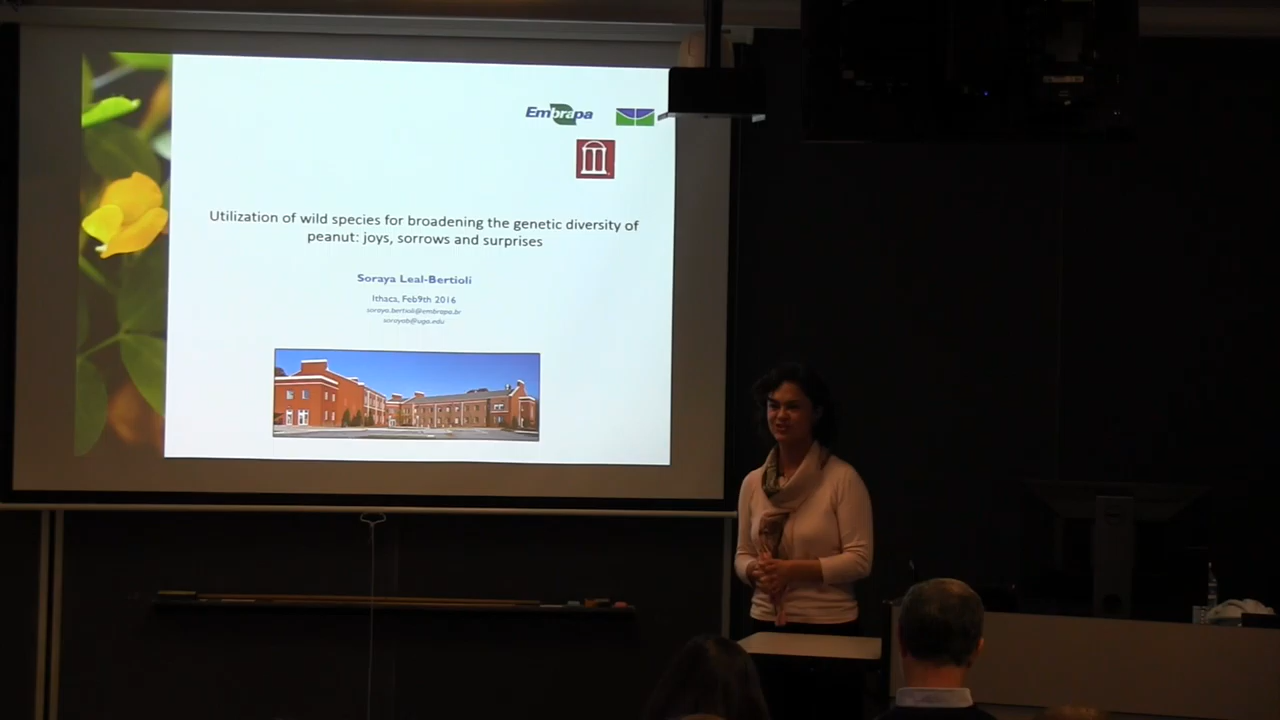 Embrapa
Utilization of wild species for broadening the genetic diversity of
peanut: joys, sorrows and surprises
Soraya Leal-Bertioli
Ithaca, Feb9th 2016
soraya.bertioli@embrapa.br
sorayab@uga.edu